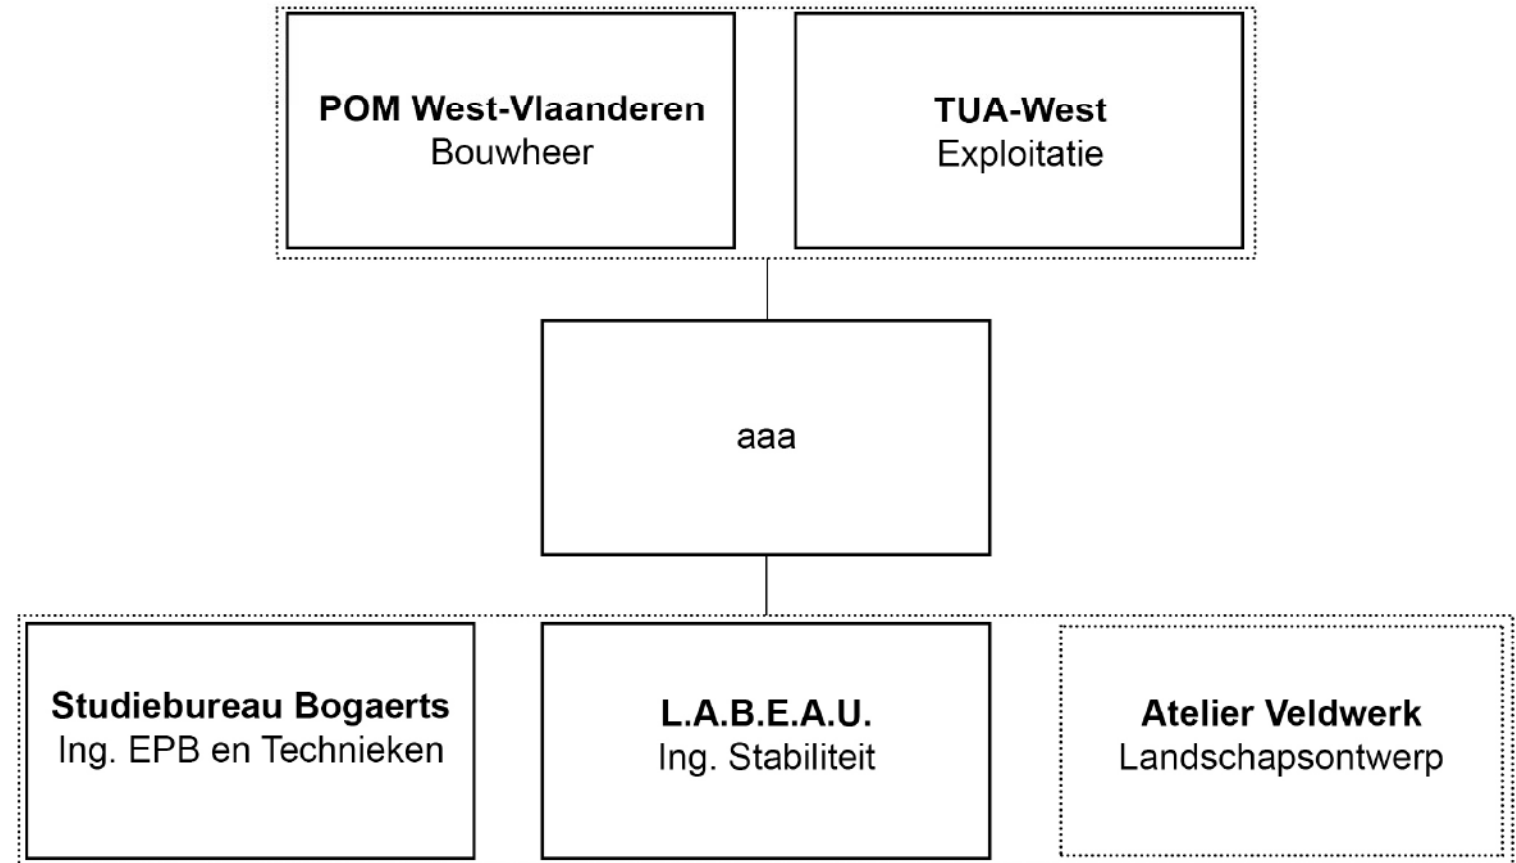 POM West-Vlaanderen
Bouwheer
TUA-West
Exploitatie
aaa
Studiebureau Bogaerts
Ing. EPB en Technieken
L.A.B.E.A.U.
Ing. Stabiliteit
Atelier Veldwerk
Landschapsontwerp